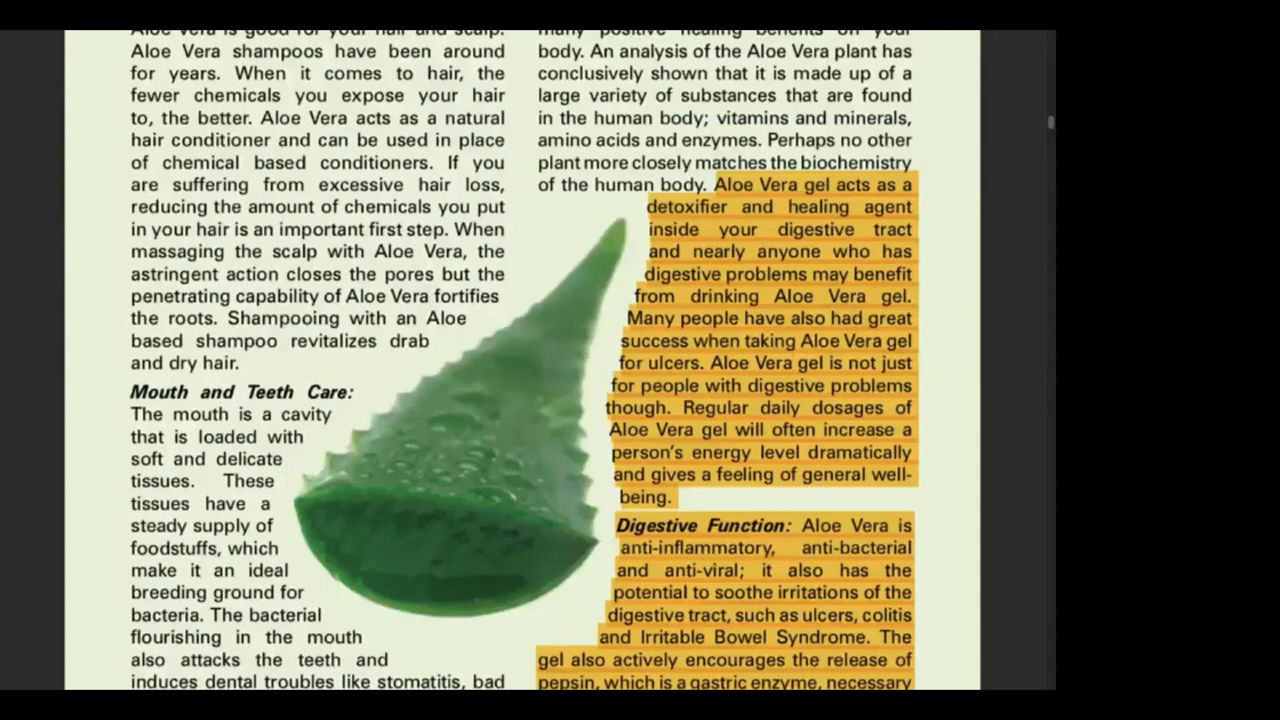 Aloe Vera is good for your hair and scalp.
Aloe Vera shampoos have been around
for years. When it comes to hair, the
fewer chemicals you expose your hair
to, the better. Aloe Vera acts as a natural
hair conditioner and can be used in place
of chemical based conditioners. If you
are suffering from excessive hair loss,
reducing the amount of chemicals you put
in your hair is an important first step. When
massaging the scalp with Aloe Vera, the
astringent action closes the pores but the
penetrating capability of Aloe Vera fortifies
the roots. Shampooing with an Aloe
based shampoo revitalizes drab
and dry hair.
Mouth and Teeth Care:
The mouth is a cavity
that is loaded with
soft and delicate
tissues. These
tissues have a
steady supply of
foodstuffs, which
make it an ideal
breeding ground for
bacteria. The bacterial
flourishing in the mouth
also attacks the teeth and
induces dental troubles like stomatitis, bad
many positive healing benefits on your
body. An analysis of the Aloe Vera plant has
conclusively shown that it is made up of a
large variety of substances that are found
in the human body; vitamins and minerals,
amino acids and enzymes. Perhaps no other
plant more closely matches the biochemistry
of the human body. Aloe Vera gel acts as a
detoxifier and healing agent
inside your digestive tract
and nearly anyone who has
digestive problems may benefit
from drinking Aloe Vera gel.
Many people have also had great
success when taking Aloe Vera gel
for ulcers. Aloe Vera gel is not just
for people with digestive problems
though. Regular daily dosages of
Aloe Vera gel will often increase a
person's energy level dramatically
and gives a feeling of general well-
being.
Digestive Function: Aloe Vera is
anti-inflammatory, anti-bacterial
and anti-viral; it also has the
potential to soothe irritations of the
digestive tract, such as ulcers, colitis
and Irritable Bowel Syndrome. The
gel also actively encourages the release of
pepsin, which is a gastric enzyme, necessary